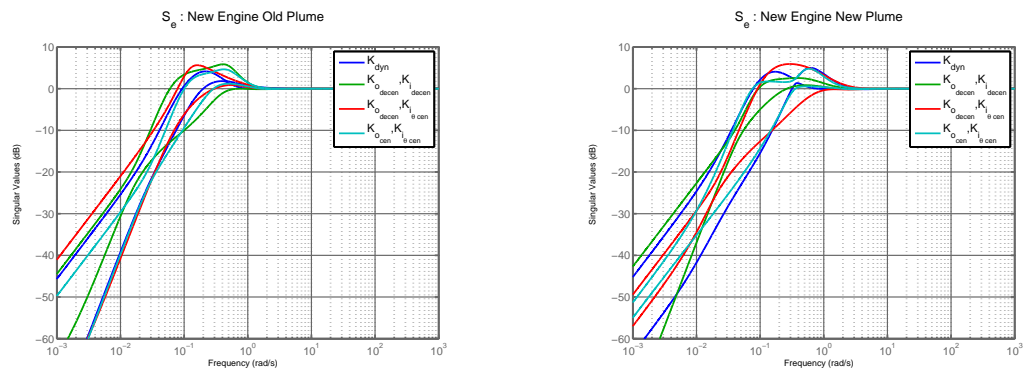 S_e : New Engine Old Plume
10
0
−10
−20
−30
−40
−50
−60
Singular Values (dB)
K_dyn
K_o_decen,K_i_decen
K_o_decen,K_i_θ cen
K_o_cen,K_i_θ cen
10^−3 10^−2 10^−1 10^0 10^1 10^2 10^3
Frequency (rad/s)
S_e : New Engine New Plume
10
0
−10
−20
−30
−40
−50
−60
Singular Values (dB)
K_dyn
K_o_decen,K_i_decen
K_o_decen,K_i_θ cen
K_o_cen,K_i_θ cen
10^−3 10^−2 10^−1 10^0 10^1 10^2 10^3
Frequency (rad/s)